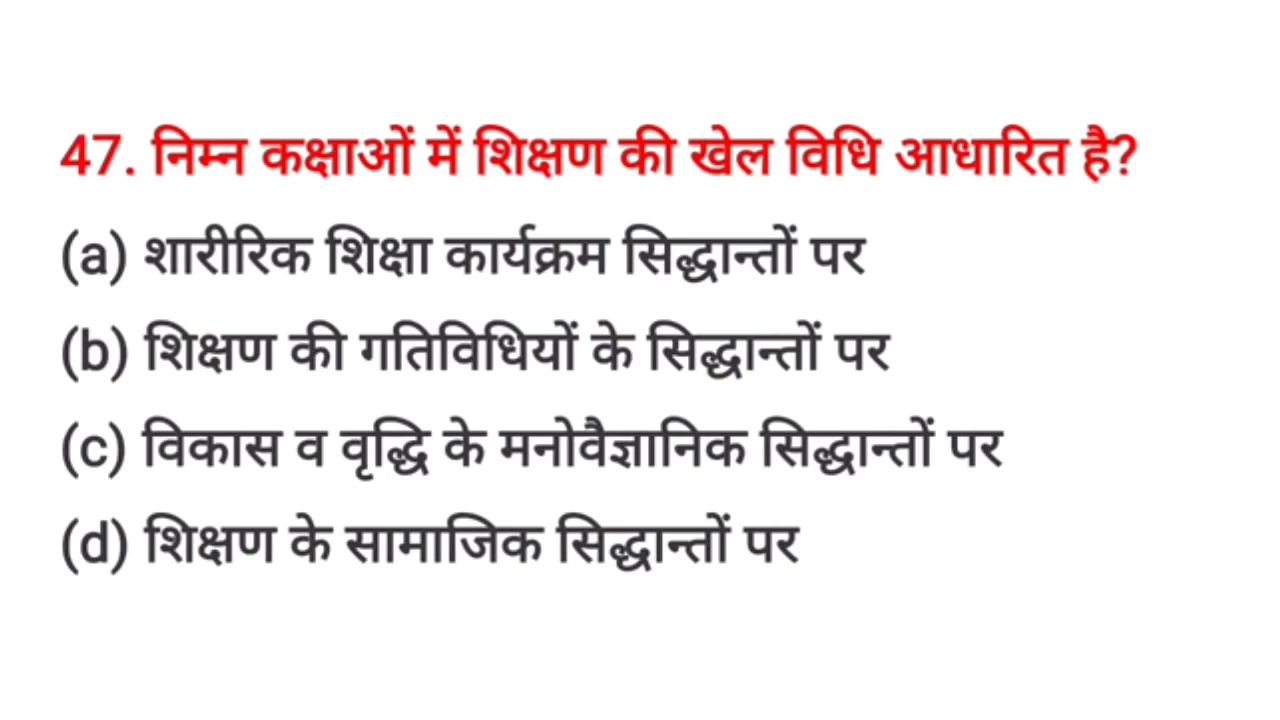 47. निम्न कक्षाओं में शिक्षण की खेल विधि आधारित है?
(a) शारीरिक शिक्षा कार्यक्रम सिद्धान्तों पर
(b) शिक्षण की गतिविधियों के सिद्धान्तों पर
(c) विकास व वृद्धि के मनोवैज्ञानिक सिद्धान्तों पर
(d) शिक्षण के सामाजिक सिद्धान्तों पर